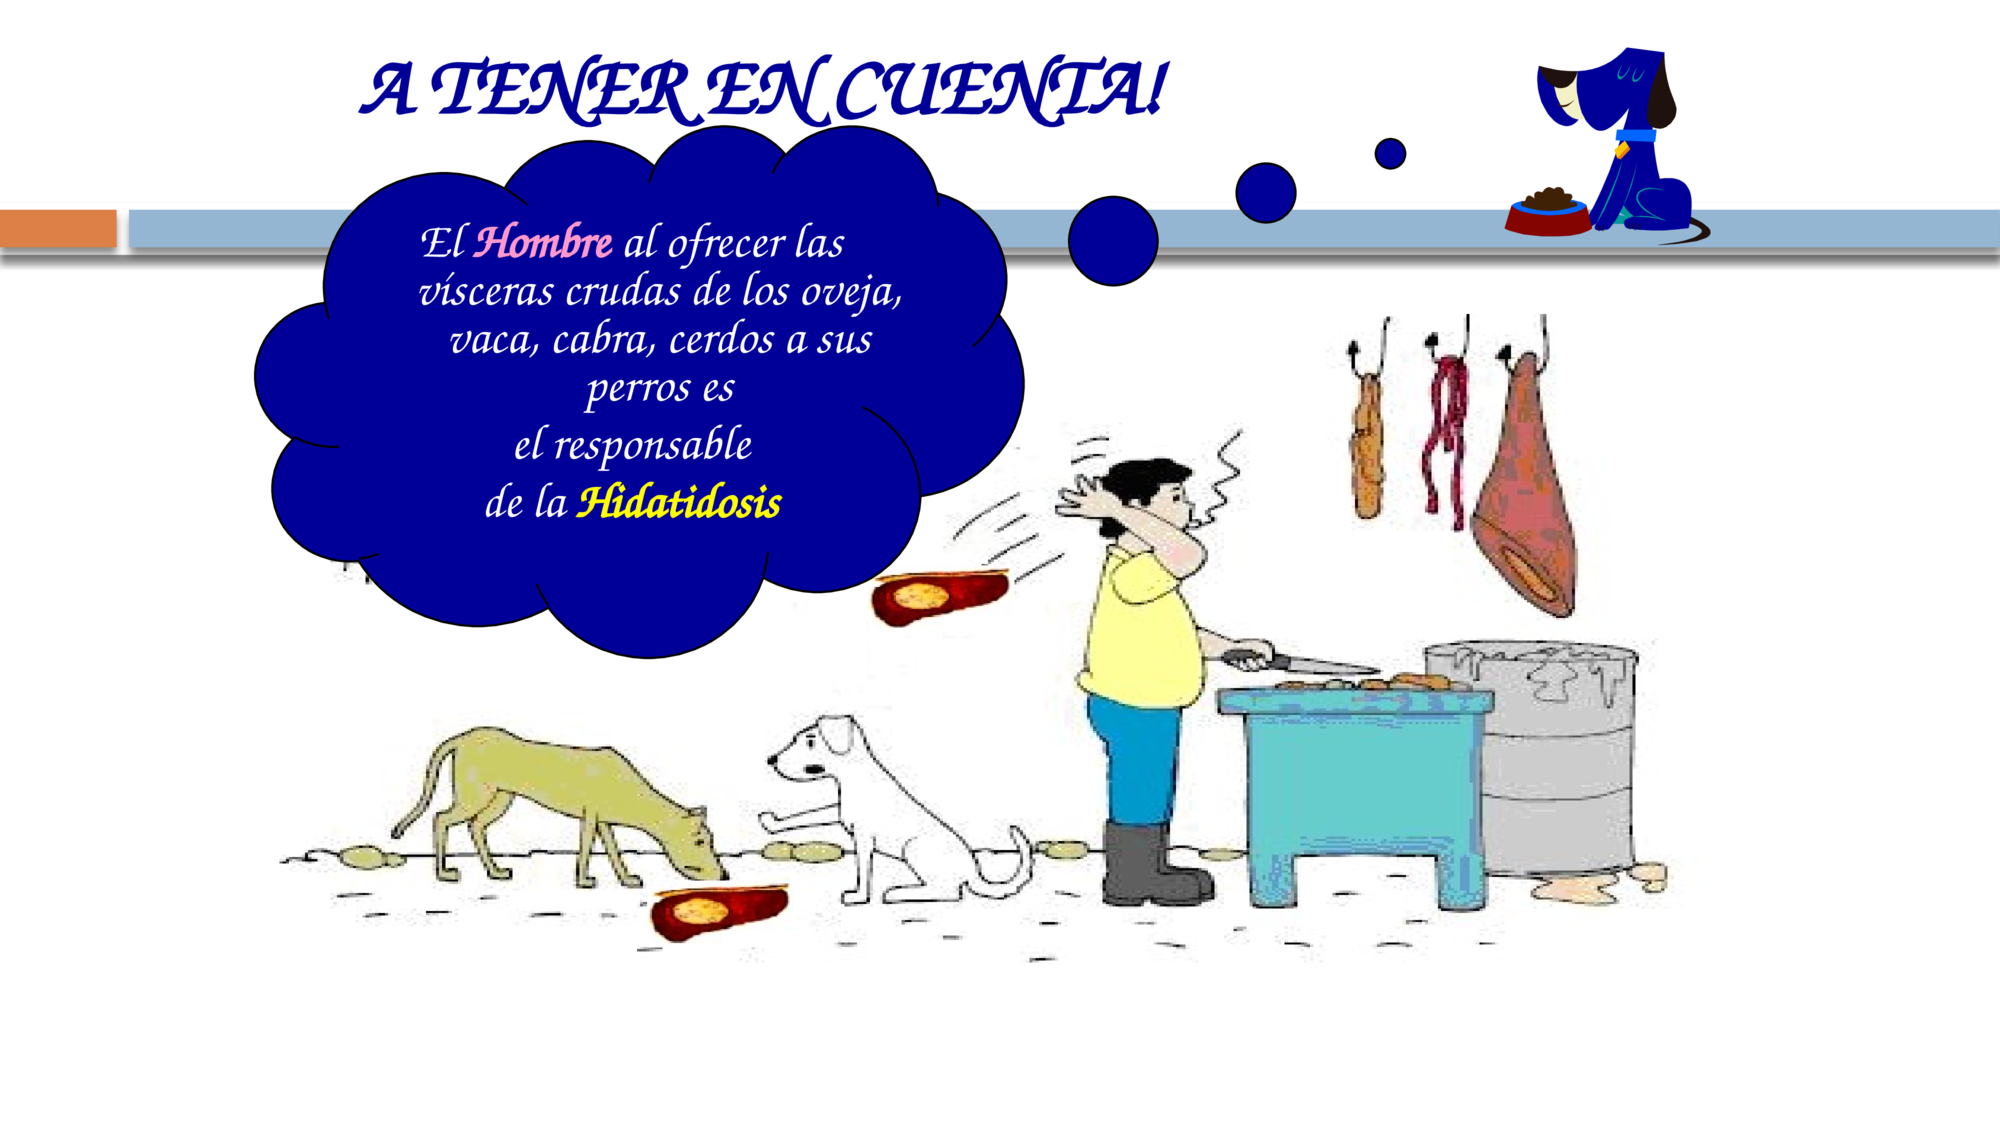 A TENER EN CUENTA!
El Hombre al ofrecer las
vísceras crudas de los oveja,
vaca, cabra, cerdos a sus
perros es
el responsable
de la Hidatidosis